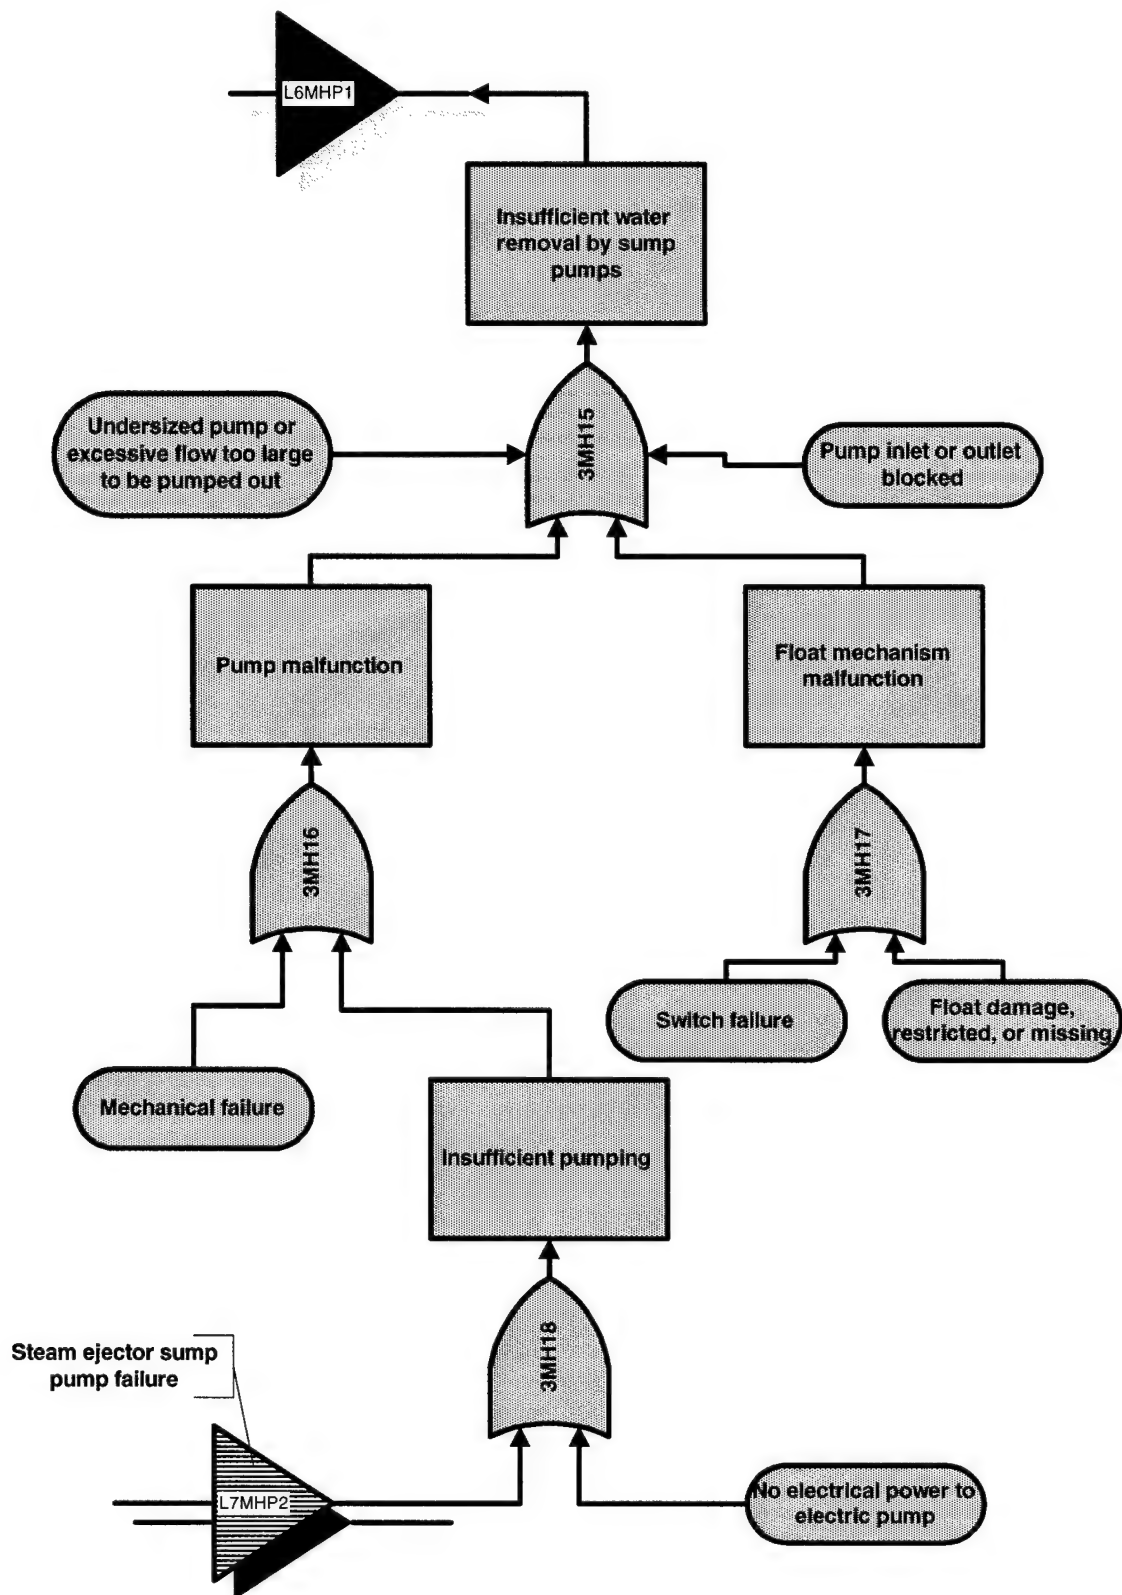 L6MHP1
Insufficient water
removal by sump
pumps
3MH15
Undersized pump or
excessive flow too large
to be pumped out
Pump inlet or outlet
blocked
Pump malfunction
Float mechanism
malfunction
3MH16
3MH17
Switch failure
Float damage,
restricted, or missing
Mechanical failure
Insufficient pumping
3MH18
Steam ejector sump
pump failure
L7MHP2
No electrical power to
electric pump